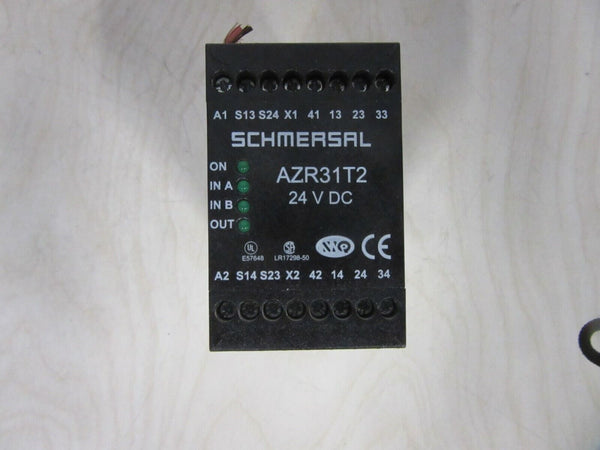 A1 S13 S24 X1 41 13 23 33
SCHMERSAL
ON
IN A
IN B
OUT
AZR31T2
24 V DC
UL
E57648
LR17298-50
CE
A2 S14 S23 X2 42 14 24 34